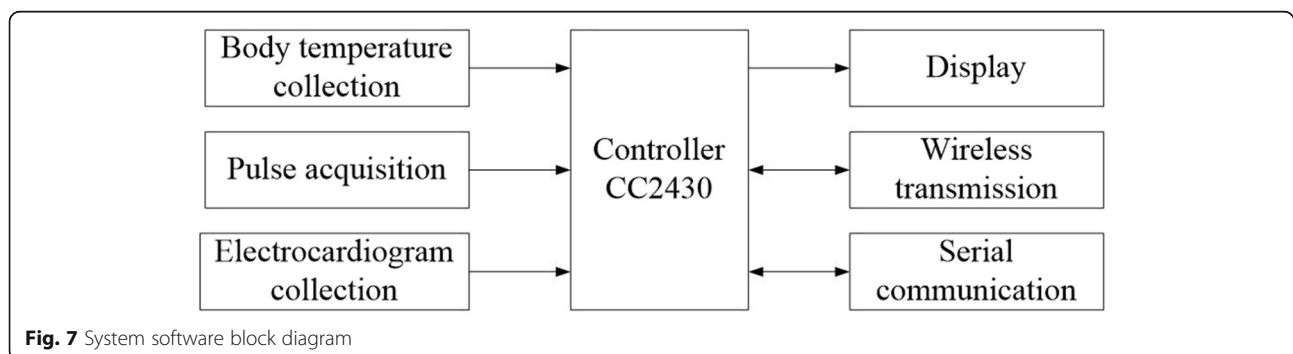 Body temperature
collection
Pulse acquisition
Electrocardiogram
collection
Controller
CC2430
Display
Wireless
transmission
Serial
communication
Fig. 7 System software block diagram